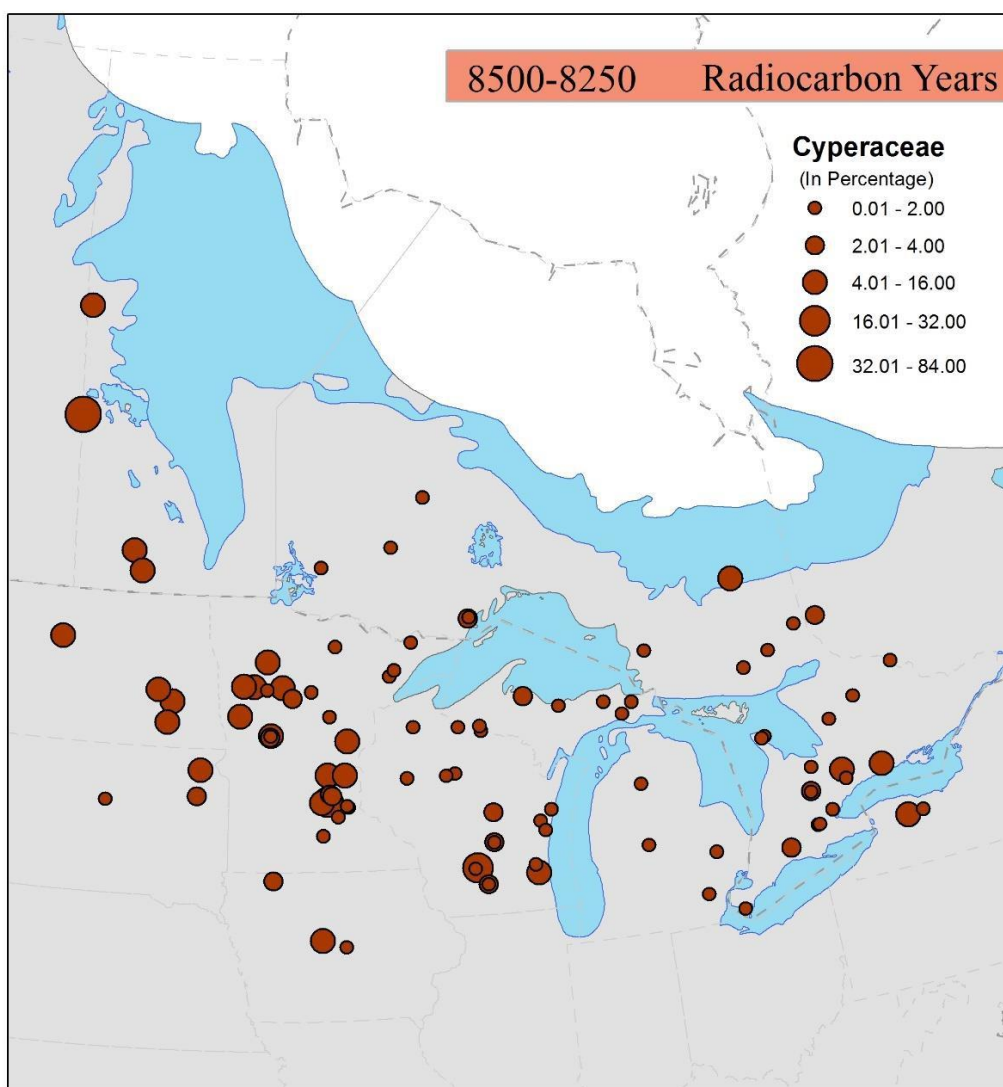 8500-8250 Radiocarbon Years
Cyperaceae
(In Percentage)
0.01 - 2.00
2.01 - 4.00
4.01 - 16.00
16.01 - 32.00
32.01 - 84.00